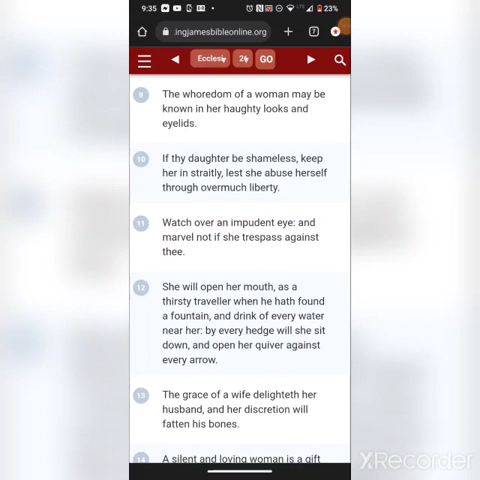 9:35
LTE
23%
ingjamesbibleonline.org
7
Ecclesi
GO
9
The whoredom of a woman may be
known in her haughty looks and
eyelids.
10
If thy daughter be shameless, keep
her in straitly, lest she abuse herself
through overmuch liberty.
11
Watch over an impudent eye: and
marvel not if she trespass against
thee.
12
She will open her mouth, as a
thirsty traveller when he hath found
a fountain, and drink of every water
near her: by every hedge will she sit
down, and open her quiver against
every arrow.
13
The grace of a wife delighteth her
husband, and her discretion will
fatten his bones.
14
A silent and loving woman is a gift
XRecorder